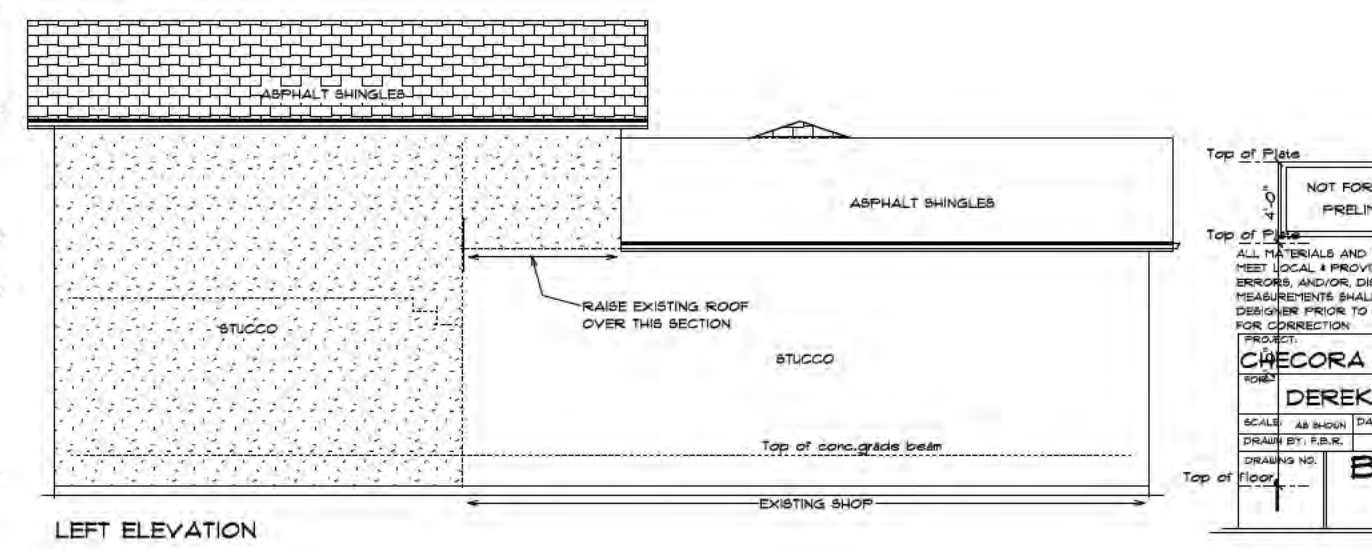 ASPHALT SHINGLES
ASPHALT SHINGLES
RAISE EXISTING ROOF
OVER THIS SECTION
STUCCO
STUCCO
Top of conc.grade beam
EXISTING SHOP
LEFT ELEVATION
Top of Plate
4'-0"
Top of Plate
Top of floor
NOT FOR
PRELIM
ALL MATERIALS AND
MEET LOCAL & PROVI
ERRORS, AND/OR, DIS
MEASUREMENTS SHALL
DESIGNER PRIOR TO
FOR CORRECTION
PROJECT:
CHECORA
FOR:
DEREK
SCALE: AS SHOWN DA
DRAWN BY: F.B.R.
DRAWING NO.
B